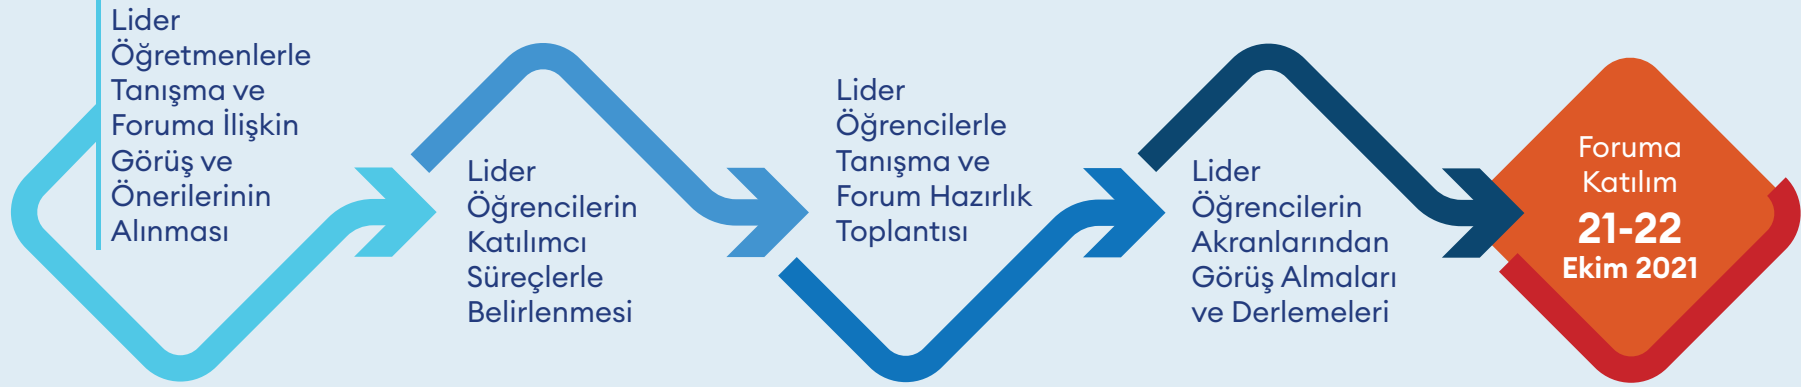 Lider
Öğretmenlerle
Tanışma ve
Foruma İlişkin
Görüş ve
Önerilerinin
Alınması
Lider
Öğrencilerin
Katılımcı
Süreçlerle
Belirlenmesi
Lider
Öğrencilerle
Tanışma ve
Forum Hazırlık
Toplantısı
Lider
Öğrencilerin
Akranlarından
Görüş Almaları
ve Derlemeleri
Foruma
Katılım
21-22
Ekim 2021